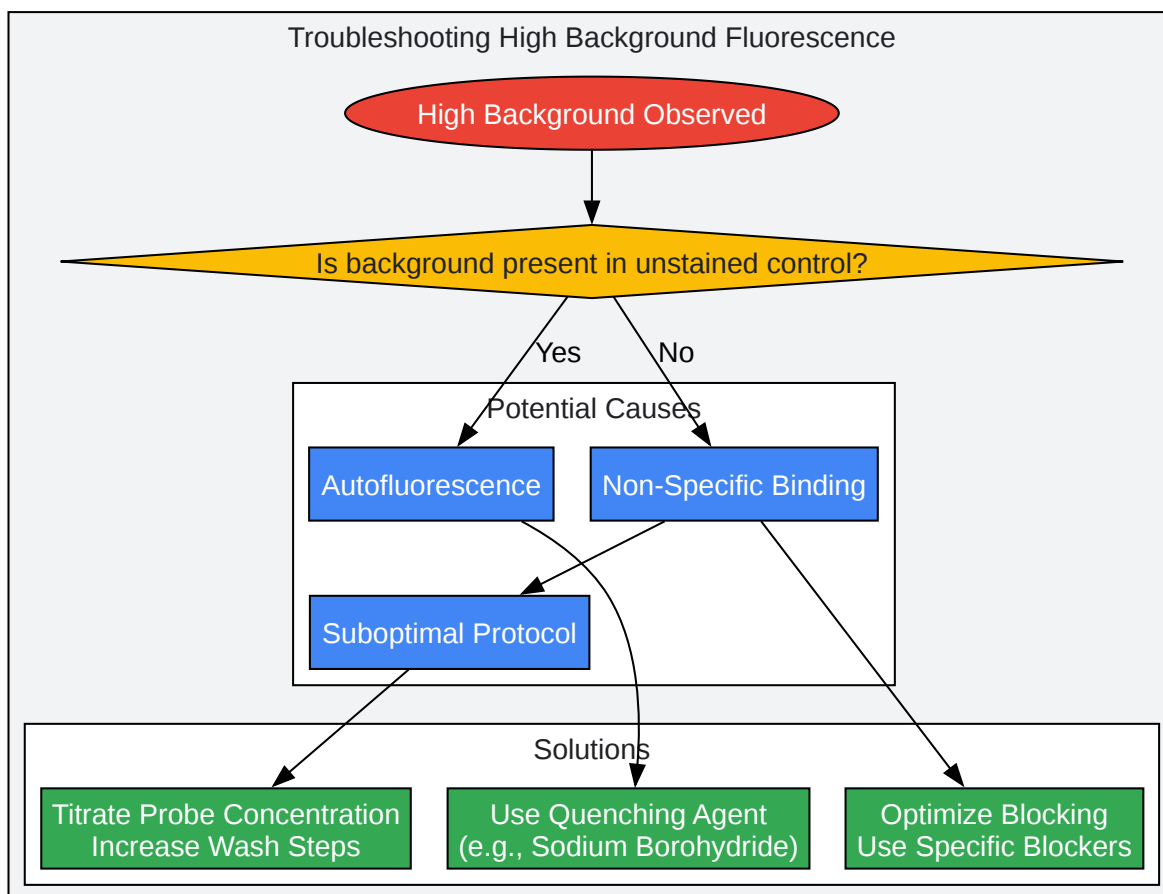 Troubleshooting High Background Fluorescence
High Background Observed
Is background present in unstained control?
Yes
No
Potential Causes
Autofluorescence
Non-Specific Binding
Suboptimal Protocol
Solutions
Titrate Probe Concentration
Increase Wash Steps
Use Quenching Agent
(e.g., Sodium Borohydride)
Optimize Blocking
Use Specific Blockers